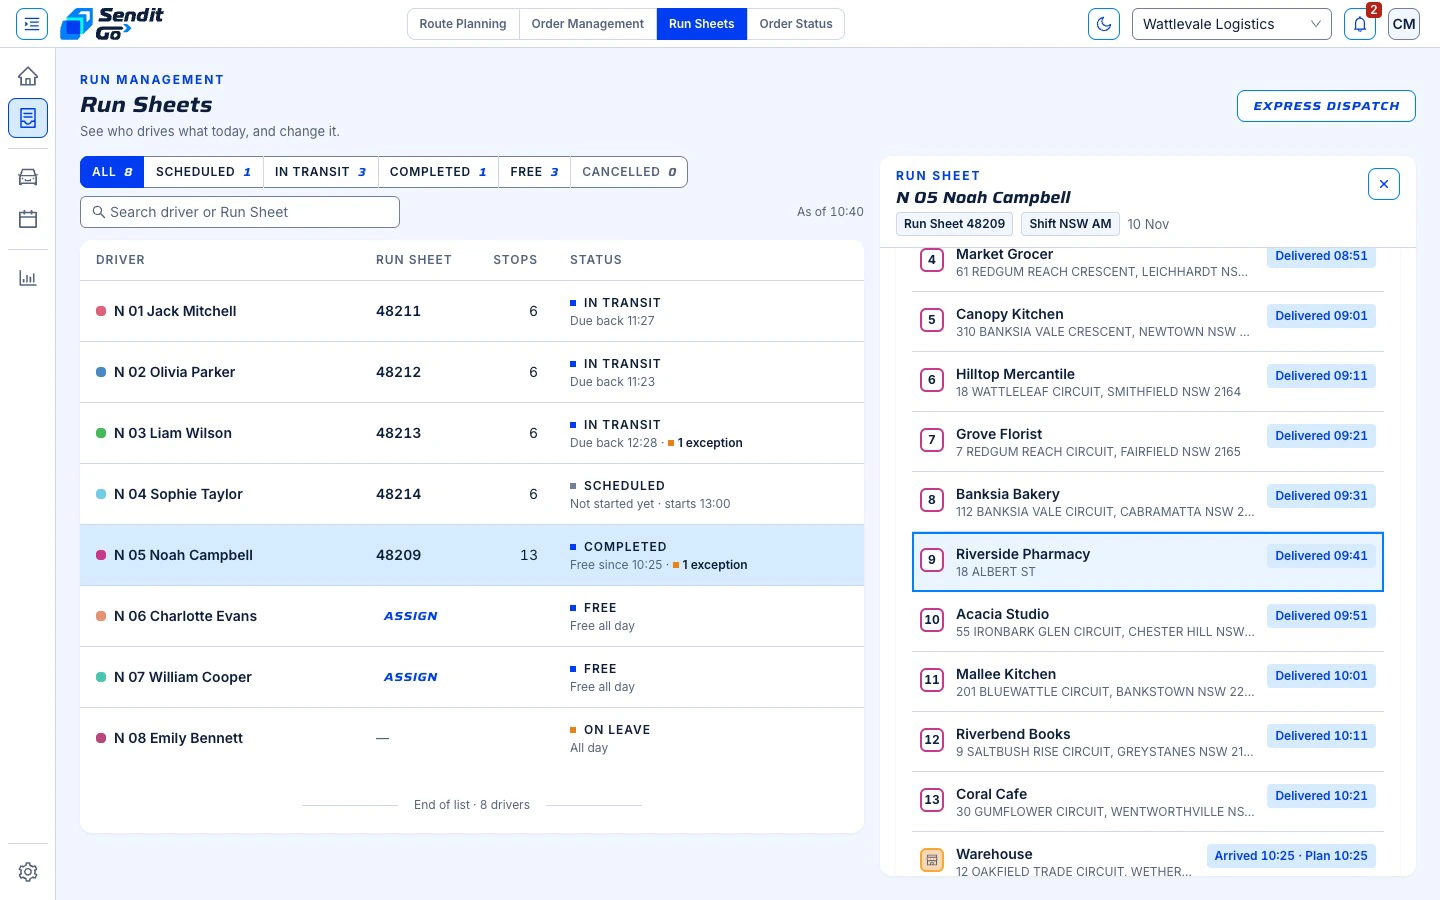 Sendit Go
Route Planning
Order Management
Run Sheets
Order Status
Wattlevale Logistics
2
CM
RUN MANAGEMENT
Run Sheets
See who drives what today, and change it.
EXPRESS DISPATCH
ALL 8
SCHEDULED 1
IN TRANSIT 3
COMPLETED 1
FREE 3
CANCELLED 0
Search driver or Run Sheet
As of 10:40
DRIVER RUN SHEET STOPS STATUS
N 01 Jack Mitchell 48211 6 IN TRANSIT
Due back 11:27
N 02 Olivia Parker 48212 6 IN TRANSIT
Due back 11:23
N 03 Liam Wilson 48213 6 IN TRANSIT
Due back 12:28 · 1 exception
N 04 Sophie Taylor 48214 6 SCHEDULED
Not started yet · starts 13:00
N 05 Noah Campbell 48209 13 COMPLETED
Free since 10:25 · 1 exception
N 06 Charlotte Evans ASSIGN FREE
Free all day
N 07 William Cooper ASSIGN FREE
Free all day
N 08 Emily Bennett — ON LEAVE
All day
End of list · 8 drivers
RUN SHEET
N 05 Noah Campbell
Run Sheet 48209 Shift NSW AM 10 Nov
4 Market Grocer Delivered 08:51
61 REDGUM REACH CRESCENT, LEICHHARDT NS...
5 Canopy Kitchen Delivered 09:01
310 BANKSIA VALE CRESCENT, NEWTOWN NSW ...
6 Hilltop Mercantile Delivered 09:11
18 WATTLELEAF CIRCUIT, SMITHFIELD NSW 2164
7 Grove Florist Delivered 09:21
7 REDGUM REACH CIRCUIT, FAIRFIELD NSW 2165
8 Banksia Bakery Delivered 09:31
112 BANKSIA VALE CIRCUIT, CABRAMATTA NSW 2...
9 Riverside Pharmacy Delivered 09:41
18 ALBERT ST
10 Acacia Studio Delivered 09:51
55 IRONBARK GLEN CIRCUIT, CHESTER HILL NSW...
11 Mallee Kitchen Delivered 10:01
201 BLUEWATTLE CIRCUIT, BANKSTOWN NSW 22...
12 Riverbend Books Delivered 10:11
9 SALTBUSH RISE CIRCUIT, GREYSTANES NSW 21...
13 Coral Cafe Delivered 10:21
30 GUMFLOWER CIRCUIT, WENTWORTHVILLE NS...
Warehouse Arrived 10:25 · Plan 10:25
12 OAKFIELD TRADE CIRCUIT, WETHER...